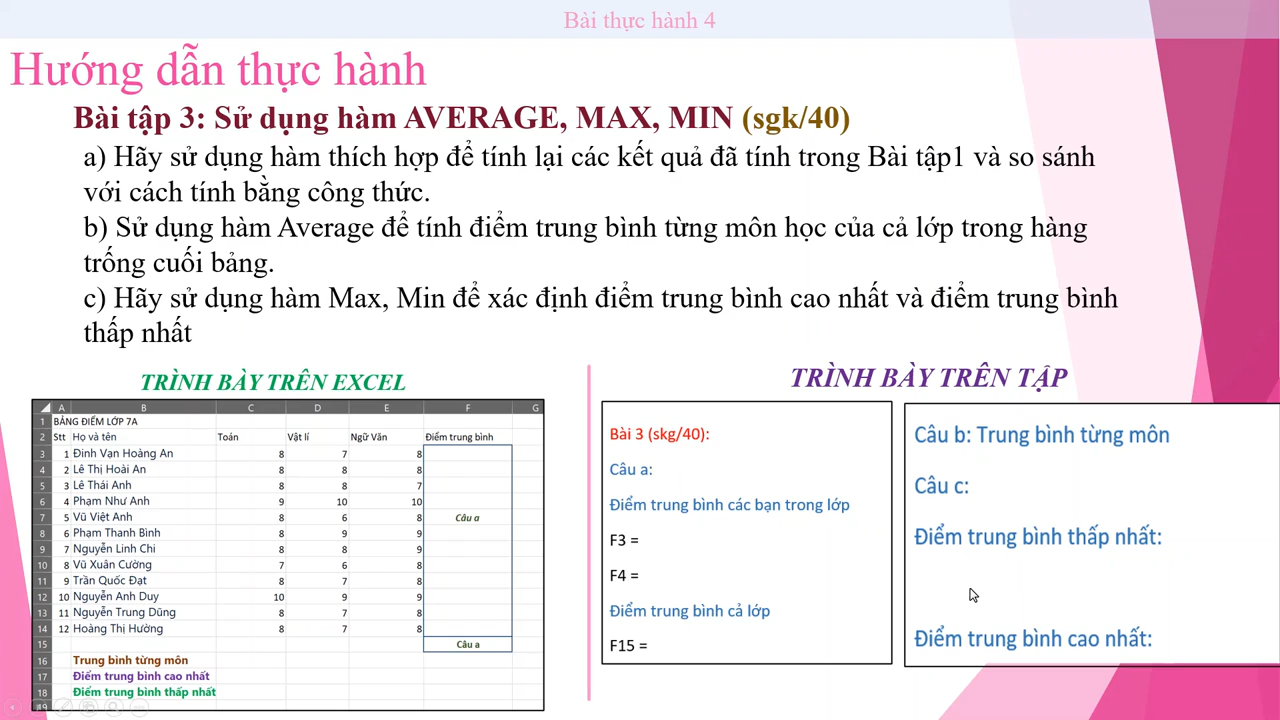 Bài thực hành 4
Hướng dẫn thực hành
Bài tập 3: Sử dụng hàm AVERAGE, MAX, MIN (sgk/40)
a) Hãy sử dụng hàm thích hợp để tính lại các kết quả đã tính trong Bài tập1 và so sánh
với cách tính bằng công thức.
b) Sử dụng hàm Average để tính điểm trung bình từng môn học của cả lớp trong hàng
trống cuối bảng.
c) Hãy sử dụng hàm Max, Min để xác định điểm trung bình cao nhất và điểm trung bình
thấp nhất
TRÌNH BÀY TRÊN EXCEL
A B C D E F G
1 BẢNG ĐIỂM LỚP 7A
2 Stt Họ và tên Toán Vật lí Ngữ Văn Điểm trung bình
3 1 Đinh Vạn Hoàng An 8 7 8
4 2 Lê Thị Hoài An 8 8 8
5 3 Lê Thái Anh 8 8 7
6 4 Phạm Như Anh 9 10 10
7 5 Vũ Việt Anh 8 6 8 Câu a
8 6 Phạm Thanh Bình 8 9 9
9 7 Nguyễn Linh Chi 8 8 9
10 8 Vũ Xuân Cường 7 6 8
11 9 Trần Quốc Đạt 8 7 8
12 10 Nguyễn Anh Duy 10 9 9
13 11 Nguyễn Trung Dũng 8 7 8
14 12 Hoàng Thị Hường 8 7 8
15 Câu a
16 Trung bình từng môn
17 Điểm trung bình cao nhất
18 Điểm trung bình thấp nhất
19
TRÌNH BÀY TRÊN TẬP
Bài 3 (skg/40):
Câu a:
Điểm trung bình các bạn trong lớp
F3 =
F4 =
Điểm trung bình cả lớp
F15 =
Câu b: Trung bình từng môn
Câu c:
Điểm trung bình thấp nhất:
Điểm trung bình cao nhất: